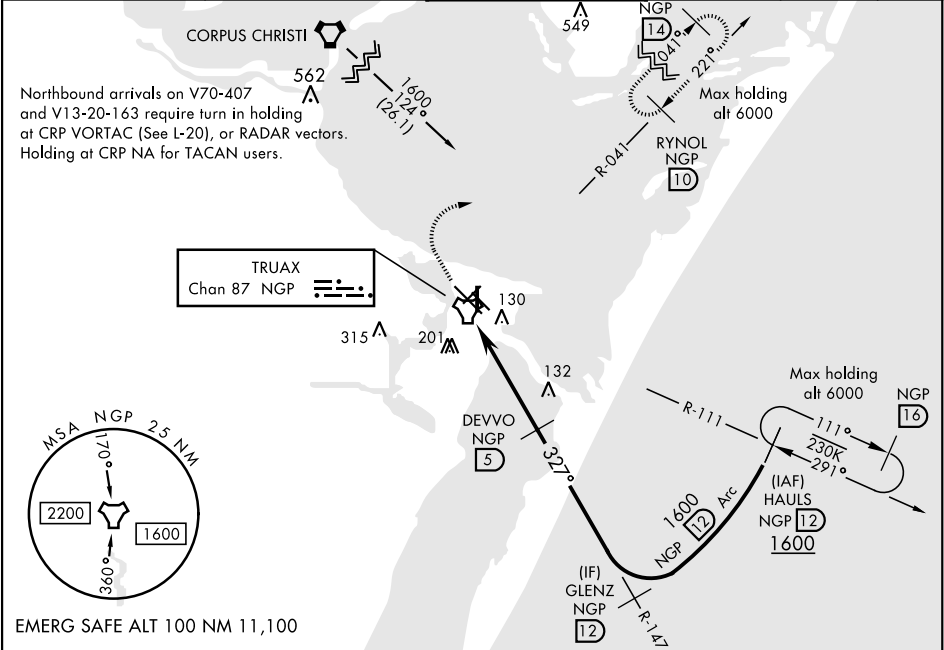 CORPUS CHRISTI
562
549
NGP
14
041°
221°
Max holding
alt 6000
Northbound arrivals on V70-407
and V13-20-163 require turn in holding
at CRP VORTAC (See L-20), or RADAR vectors.
Holding at CRP NA for TACAN users.
1600
124°
(26.1)
R-041
RYNOL
NGP
10
TRUAX
Chan 87 NGP
130
315
201
132
DEVVO
NGP
5
327°
R-111
Max holding
alt 6000
NGP
16
111°
230K
291°
(IAF)
HAULS
NGP 12
1600
1600
NGP 12 Arc
(IF)
GLENZ
NGP
12
R-147
MSA NGP 25 NM
170°
2200
1600
360°
EMERG SAFE ALT 100 NM 11,100